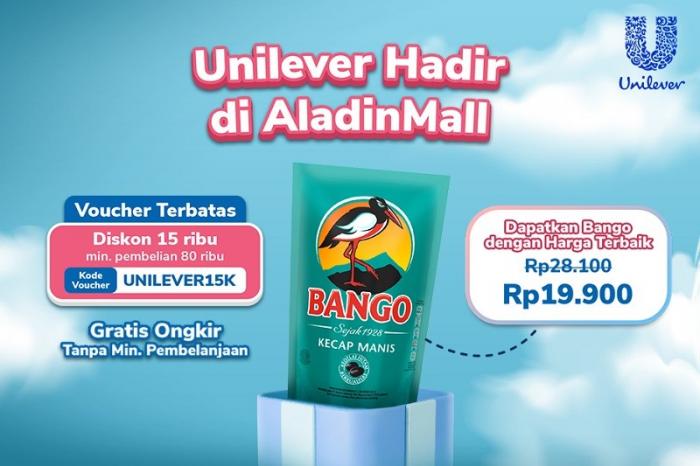 Unilever Hadir
di AladinMall
Unilever
Voucher Terbatas
Diskon 15 ribu
min. pembelian 80 ribu
Kode
Voucher
UNILEVER15K
Gratis Ongkir
Tanpa Min. Pembelanjaan
BANGO
Sejak 1928
KECAP MANIS
Dapatkan Bango
dengan Harga Terbaik
Rp28.100
Rp19.900